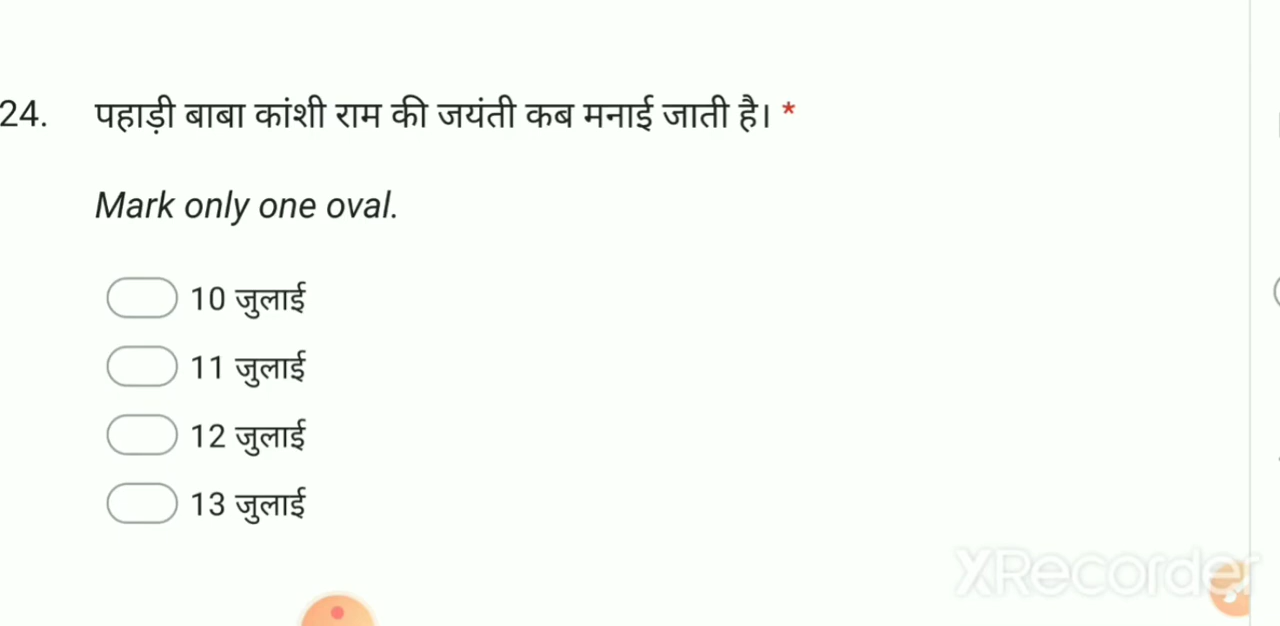 24. पहाड़ी बाबा कांशी राम की जयंती कब मनाई जाती है। *
Mark only one oval.
10 जुलाई
11 जुलाई
12 जुलाई
13 जुलाई
XRecorder